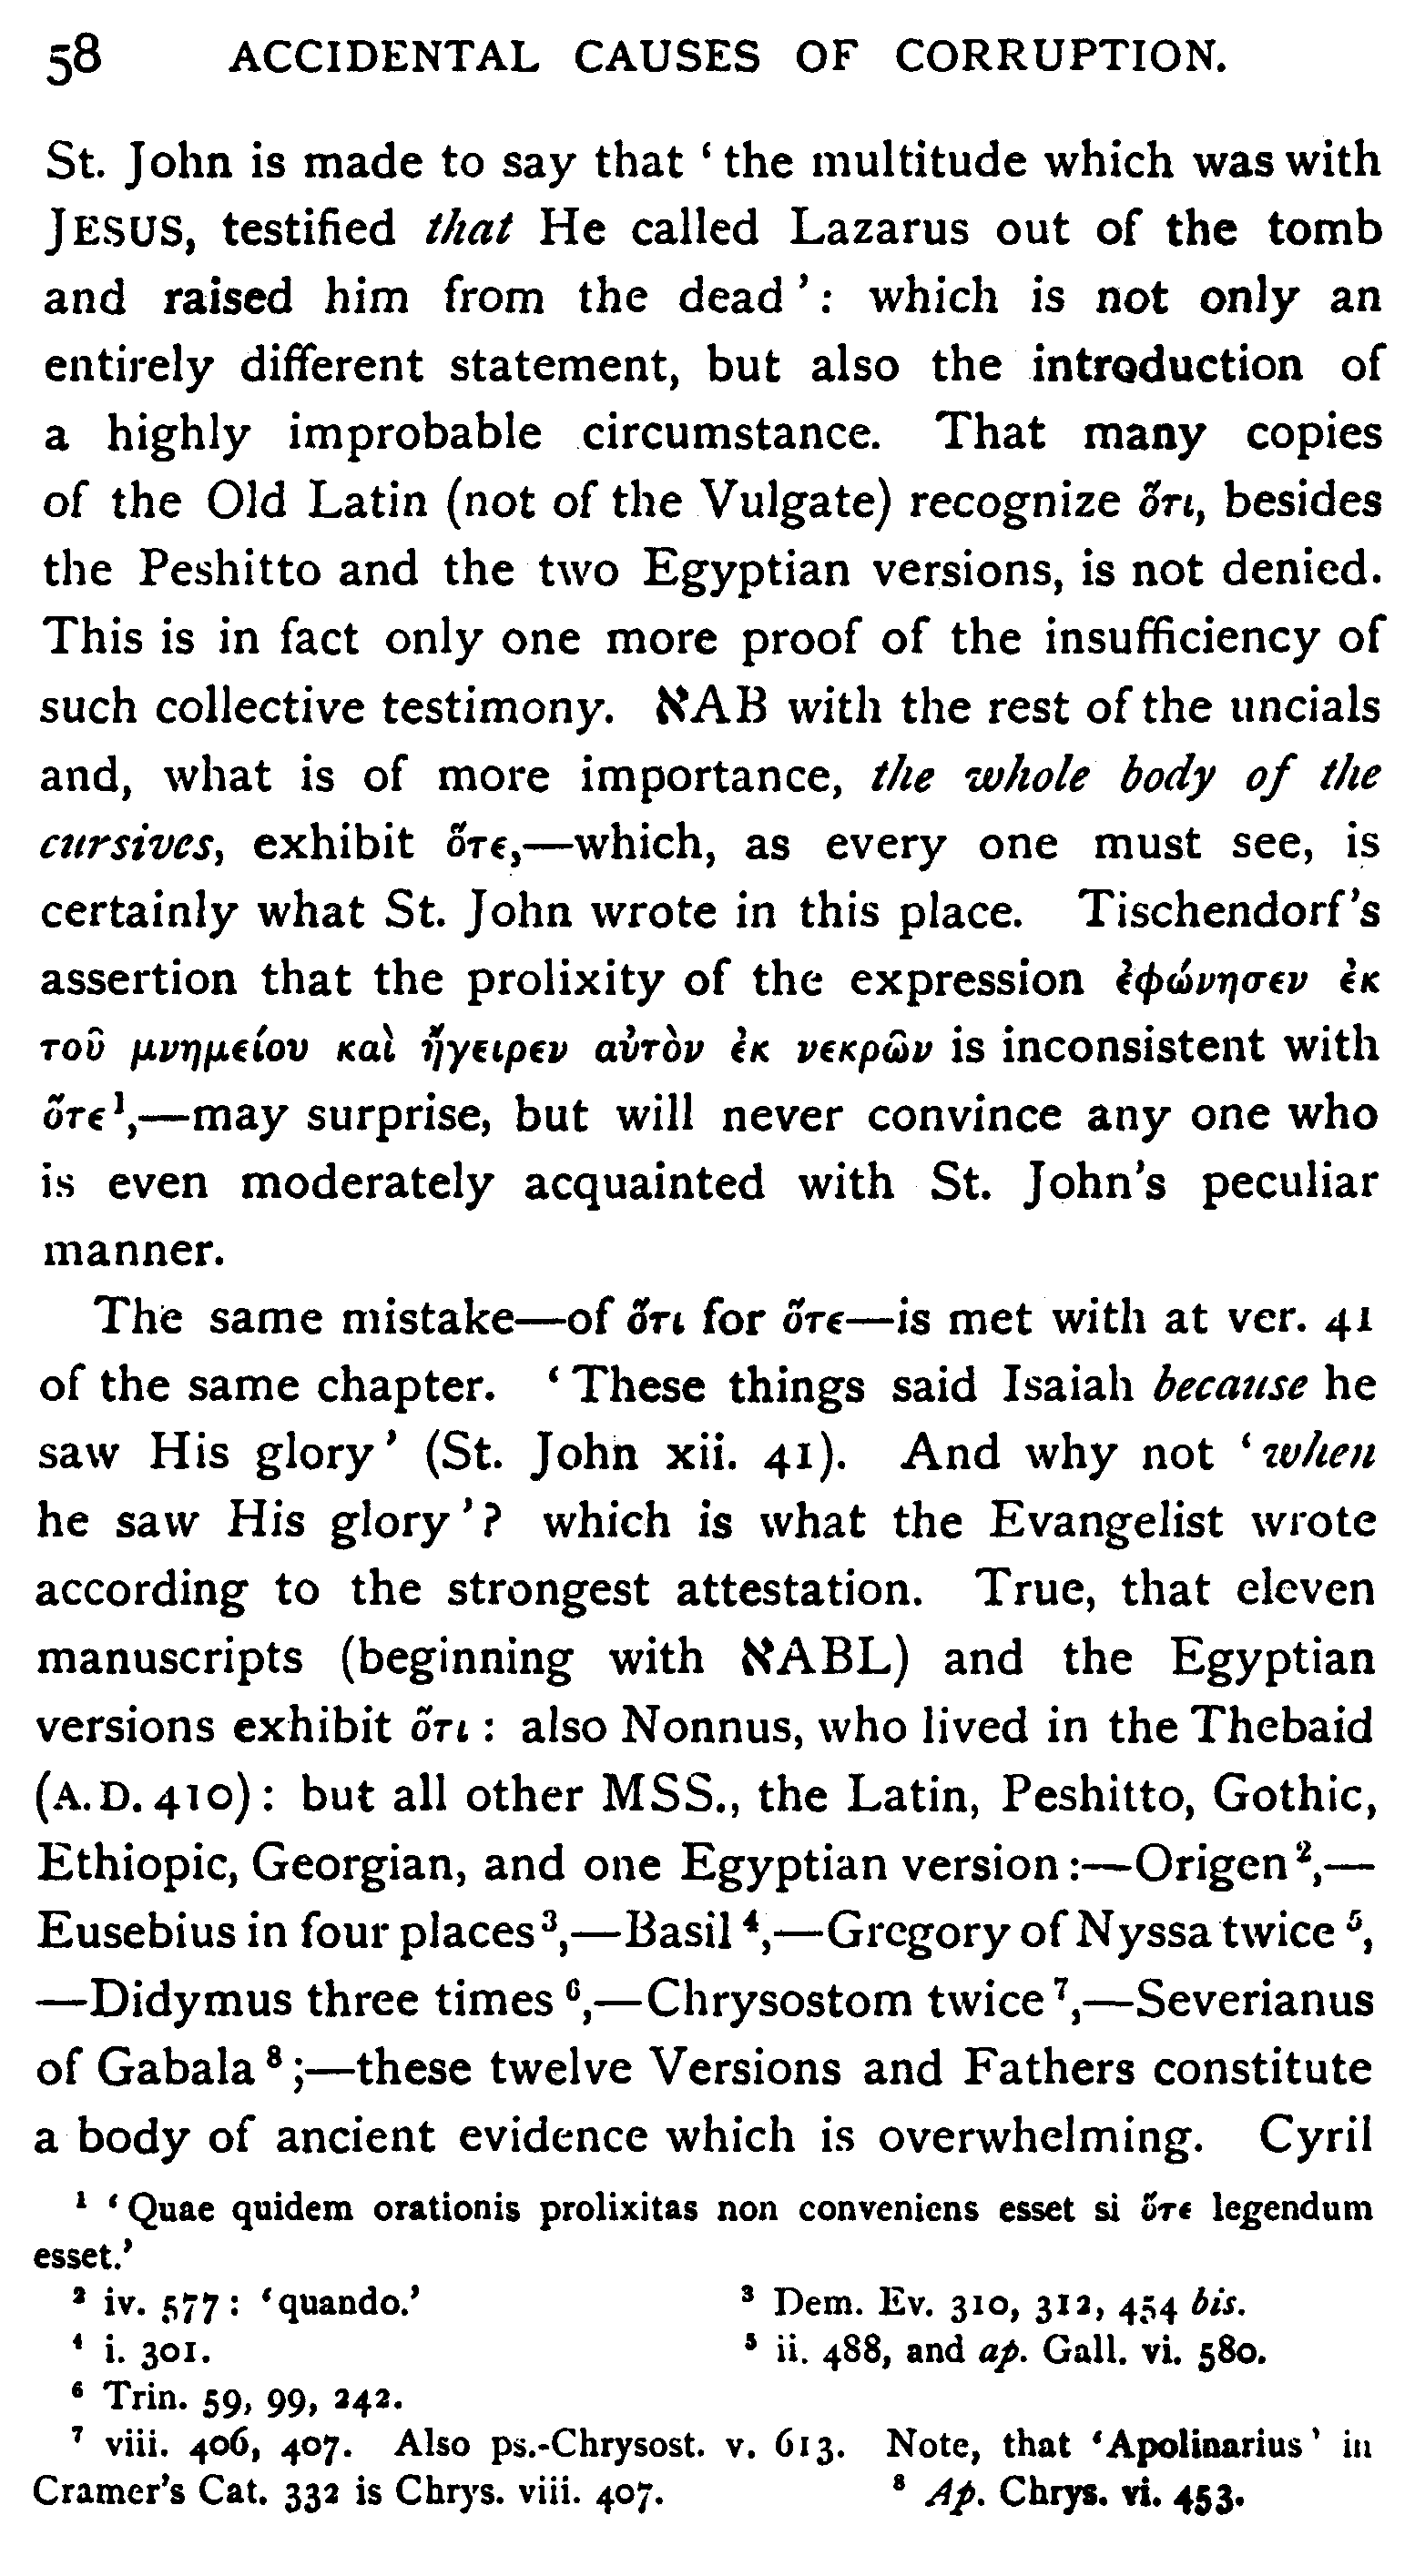 58 ACCIDENTAL CAUSES OF CORRUPTION.
St. John is made to say that ‘ the multitude which was with
JESUS, testified that He called Lazarus out of the tomb
and raised him from the dead ’: which is not only an
entirely different statement, but also the introduction of
a highly improbable circumstance. That many copies
of the Old Latin (not of the Vulgate) recognize ὅτι, besides
the Peshitto and the two Egyptian versions, is not denied.
This is in fact only one more proof of the insufficiency of
such collective testimony. אAB with the rest of the uncials
and, what is of more importance, the whole body of the
cursives, exhibit ὅτε,—which, as every one must see, is
certainly what St. John wrote in this place. Tischendorf’s
assertion that the prolixity of the expression ἐφώνησεν ἐκ
τοῦ μνημείου καὶ ἤγειρεν αὐτὸν ἐκ νεκρῶν is inconsistent with
ὅτε¹,—may surprise, but will never convince any one who
is even moderately acquainted with St. John’s peculiar
manner.
The same mistake—of ὅτι for ὅτε—is met with at ver. 41
of the same chapter. ‘ These things said Isaiah because he
saw His glory ’ (St. John xii. 41). And why not ‘ when
he saw His glory ’? which is what the Evangelist wrote
according to the strongest attestation. True, that eleven
manuscripts (beginning with אABL) and the Egyptian
versions exhibit ὅτι : also Nonnus, who lived in the Thebaid
(A.D. 410) : but all other MSS., the Latin, Peshitto, Gothic,
Ethiopic, Georgian, and one Egyptian version :—Origen ²,—
Eusebius in four places ³,—Basil ⁴,—Gregory of Nyssa twice ⁵,
—Didymus three times ⁶,—Chrysostom twice ⁷,—Severianus
of Gabala ⁸ ;—these twelve Versions and Fathers constitute
a body of ancient evidence which is overwhelming. Cyril
¹ ‘ Quae quidem orationis prolixitas non conveniens esset si ὅτε legendum
esset.’
² iv. 577 : ‘quando.’ ³ Dem. Ev. 310, 312, 454 bis.
⁴ i. 301. ⁵ ii. 488, and ap. Gall. vi. 580.
⁶ Trin. 59, 99, 242.
⁷ viii. 406, 407. Also ps.-Chrysost. v. 613. Note, that ‘Apolinarius’ in
Cramer’s Cat. 332 is Chrys. viii. 407. ⁸ Ap. Chrys. vi. 453.